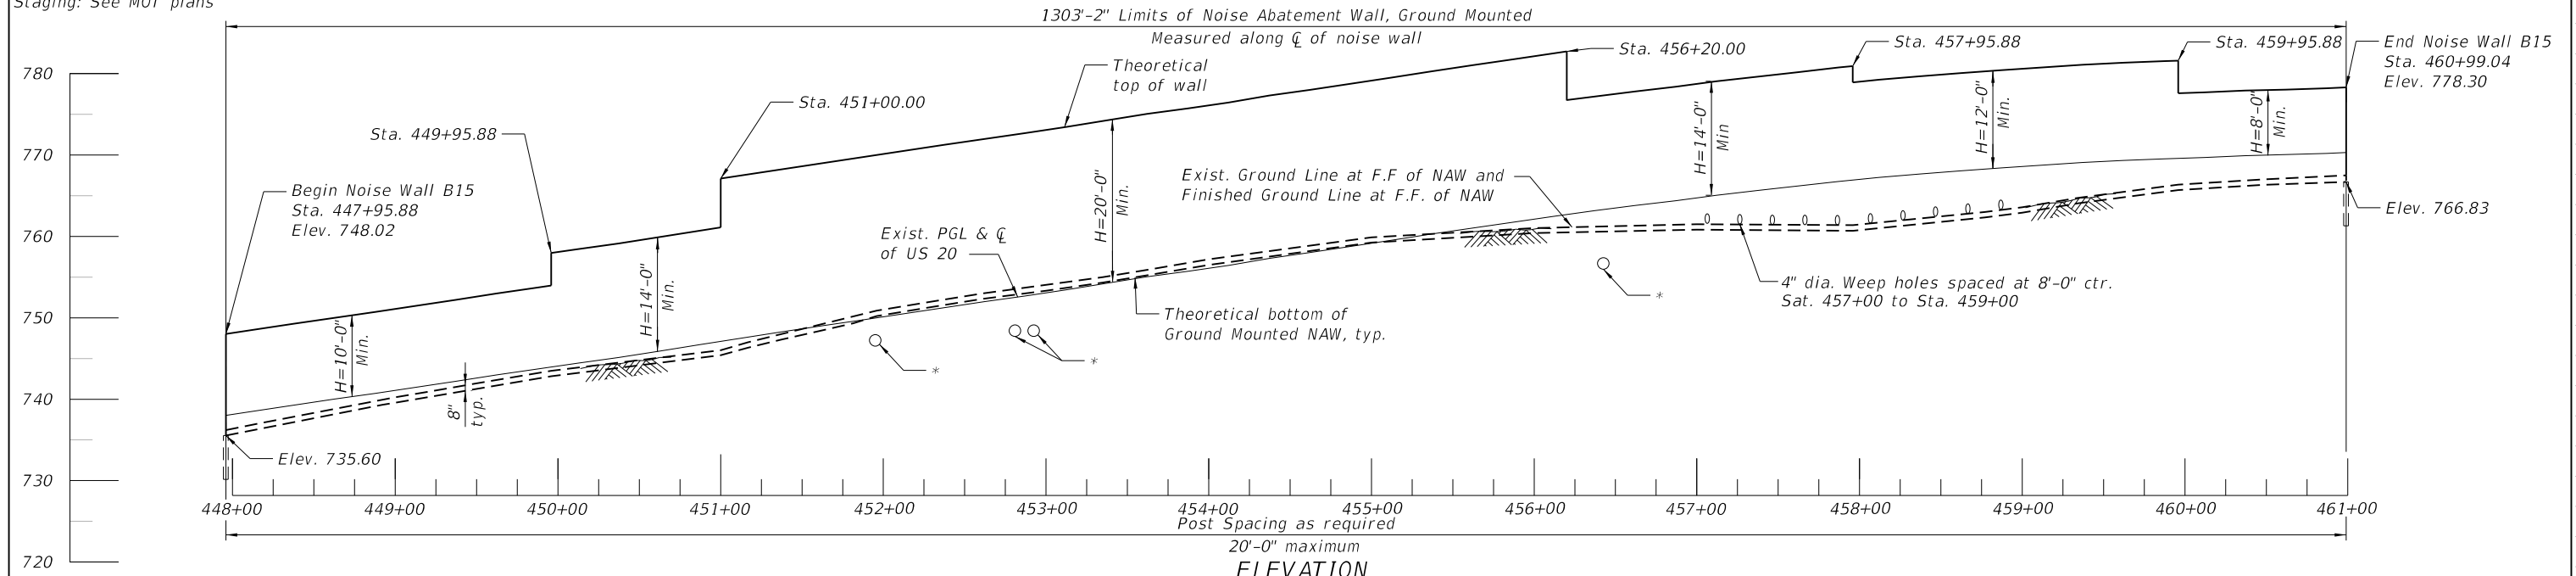 Staging: See MOT plans
1303'-2" Limits of Noise Abatement Wall, Ground Mounted
Measured along ℄ of noise wall
780
770
760
750
740
730
720
Begin Noise Wall B15
Sta. 447+95.88
Elev. 748.02
Sta. 449+95.88
Sta. 451+00.00
Theoretical
top of wall
Sta. 456+20.00
Sta. 457+95.88
Sta. 459+95.88
End Noise Wall B15
Sta. 460+99.04
Elev. 778.30
H=10'-0"
Min.
8"
typ.
H=14'-0"
Min.
Exist. PGL & ℄
of US 20
H=20'-0"
Min.
Exist. Ground Line at F.F of NAW and
Finished Ground Line at F.F. of NAW
H=14'-0"
Min
H=12'-0"
Min.
H=8'-0"
Min.
Elev. 766.83
*
*
*
Theoretical bottom of
Ground Mounted NAW, typ.
4" dia. Weep holes spaced at 8'-0" ctr.
Sat. 457+00 to Sta. 459+00
Elev. 735.60
448+00
449+00
450+00
451+00
452+00
453+00
454+00
455+00
456+00
457+00
458+00
459+00
460+00
461+00
Post Spacing as required
20'-0" maximum
ELEVATION